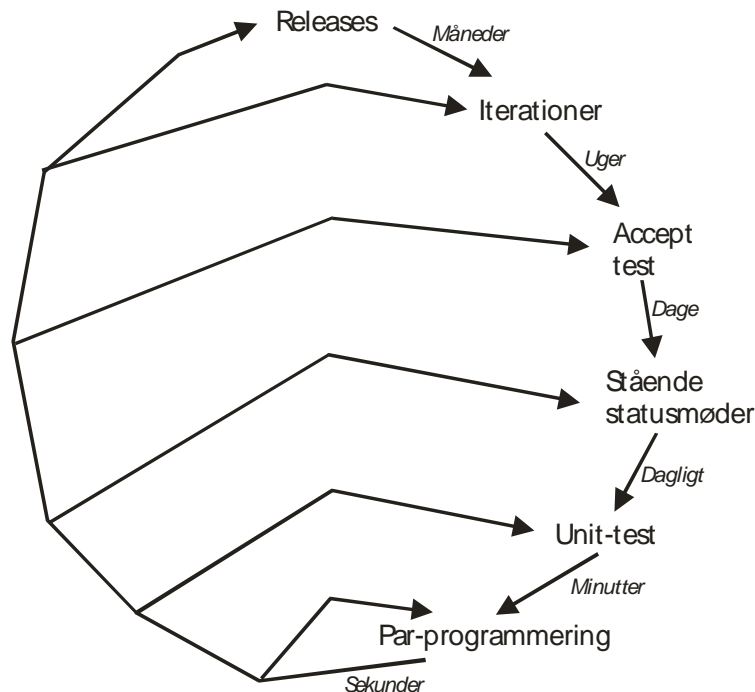 Releases
Måneder
Iterationer
Uger
Accept
test
Dage
Stående
statusmøder
Dagligt
Unit-test
Minutter
Par-programmering
Sekunder